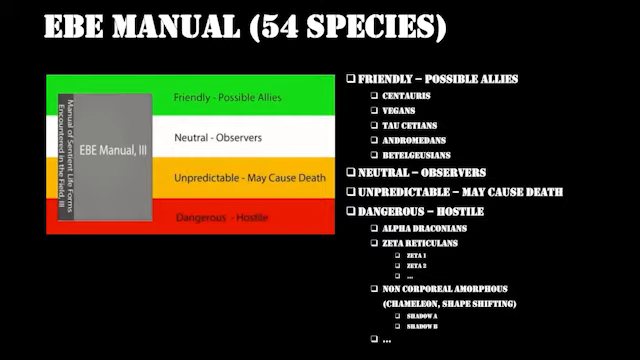 EBE MANUAL (54 SPECIES)
Manual of Sentient Life Forms
Encountered in the Field, III
EBE Manual, III
Friendly - Possible Allies
Neutral - Observers
Unpredictable - May Cause Death
Dangerous - Hostile
FRIENDLY – POSSIBLE ALLIES
CENTAURIS
VEGANS
TAU CETIANS
ANDROMEDANS
BETELGEUSIANS
NEUTRAL – OBSERVERS
UNPREDICTABLE – MAY CAUSE DEATH
DANGEROUS – HOSTILE
ALPHA DRACONIANS
ZETA RETICULANS
ZETA 1
ZETA 2
...
NON CORPOREAL AMORPHOUS
(CHAMELEON, SHAPE SHIFTING)
SHADOW A
SHADOW B
...